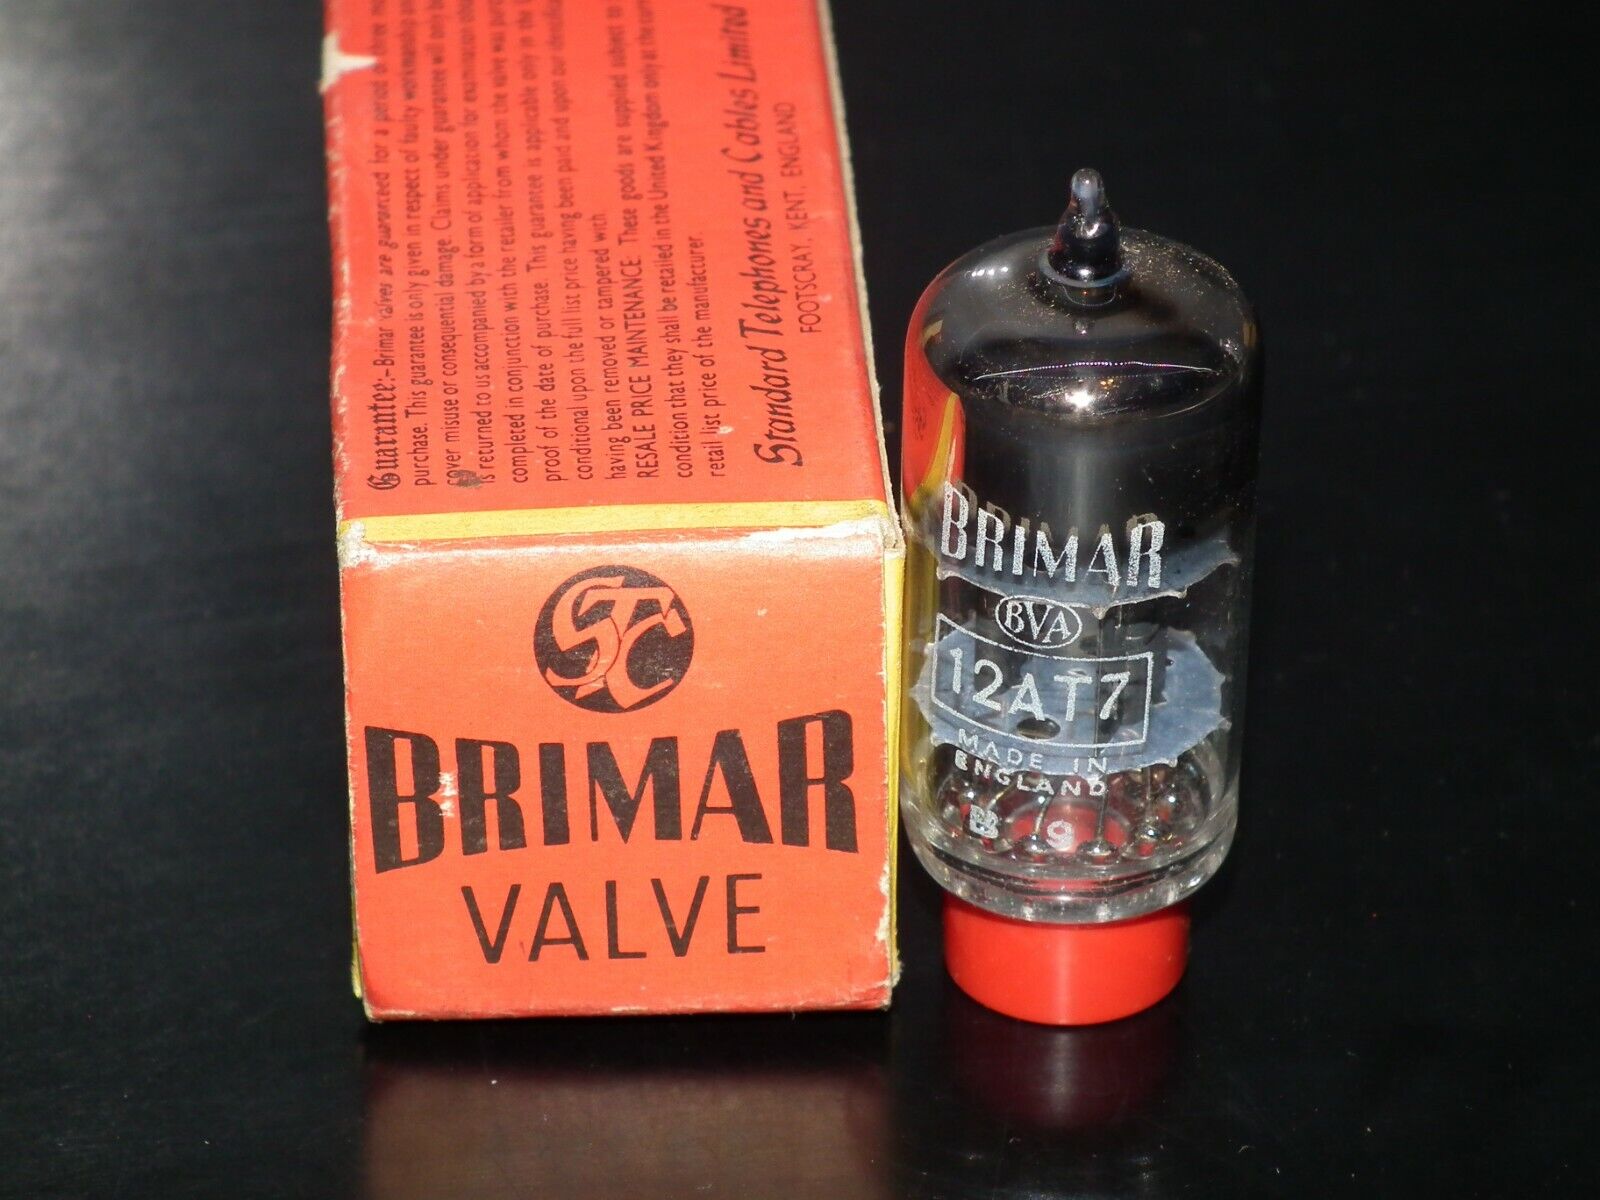 Guarantee:-Brimar valves are guaranteed for a period of three
purchase. This guarantee is only given in respect of faulty workmanship
cover misuse or consequential damage. Claims under guarantee will only
is returned to us accompanied by a form of application for examination
completed in conjunction with the retailer from whom the valve was
proof of the date of purchase. This guarantee is applicable only in the
conditional upon the full list price having been paid and upon our
having been removed or tampered with
RESALE PRICE MAINTENANCE: These goods are supplied subject to
condition that they shall be retailed in the United Kingdom only at the
retail list price of the manufacturer.
Standard Telephones and Cables Limited
FOOTSCRAY, KENT, ENGLAND
STC
BRIMAR
VALVE
BRIMAR
BVA
12AT7
MADE IN
ENGLAND
9